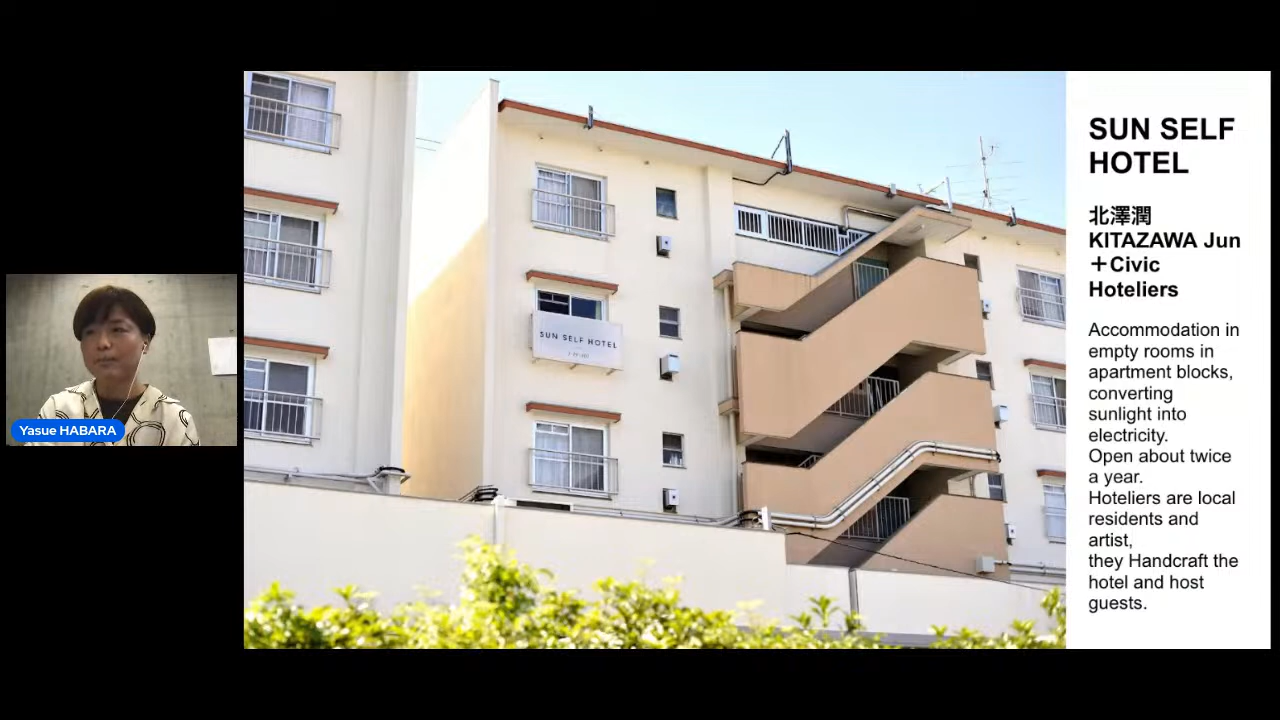 SUN SELF
HOTEL
北澤潤
KITAZAWA Jun
＋Civic
Hoteliers
Accommodation in
empty rooms in
apartment blocks,
converting
sunlight into
electricity.
Open about twice
a year.
Hoteliers are local
residents and
artist,
they Handcraft the
hotel and host
guests.
SUN SELF HOTEL
Yasue HABARA